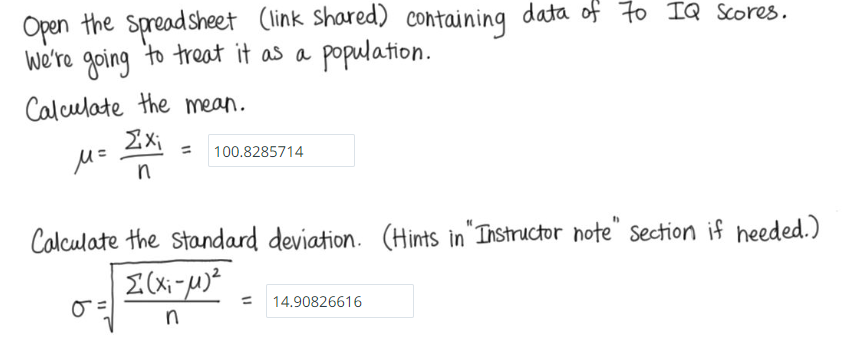 Open the spreadsheet (link shared) containing data of 70 IQ scores.
We're going to treat it as a population.
Calculate the mean.
μ = Σxi / n = 100.8285714
Calculate the standard deviation. (Hints in "Instructor note" section if needed.)
σ = √(Σ(xi-μ)² / n) = 14.90826616